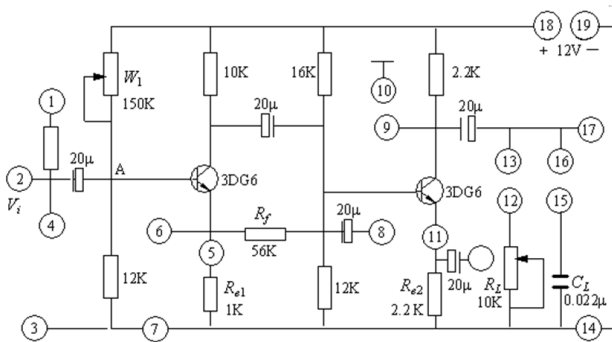 18 19
+ 12V —
W1
150K
10K
16K
2.2K
10
1
20μ
20μ
20μ
9
17
2
Vi
A
3DG6
13
16
4
3DG6
6
Rf
20μ
8
12
15
5
56K
11
12K
Re1
1K
12K
Re2
2.2K
20μ
RL
10K
CL
0.022μ
3
7
14